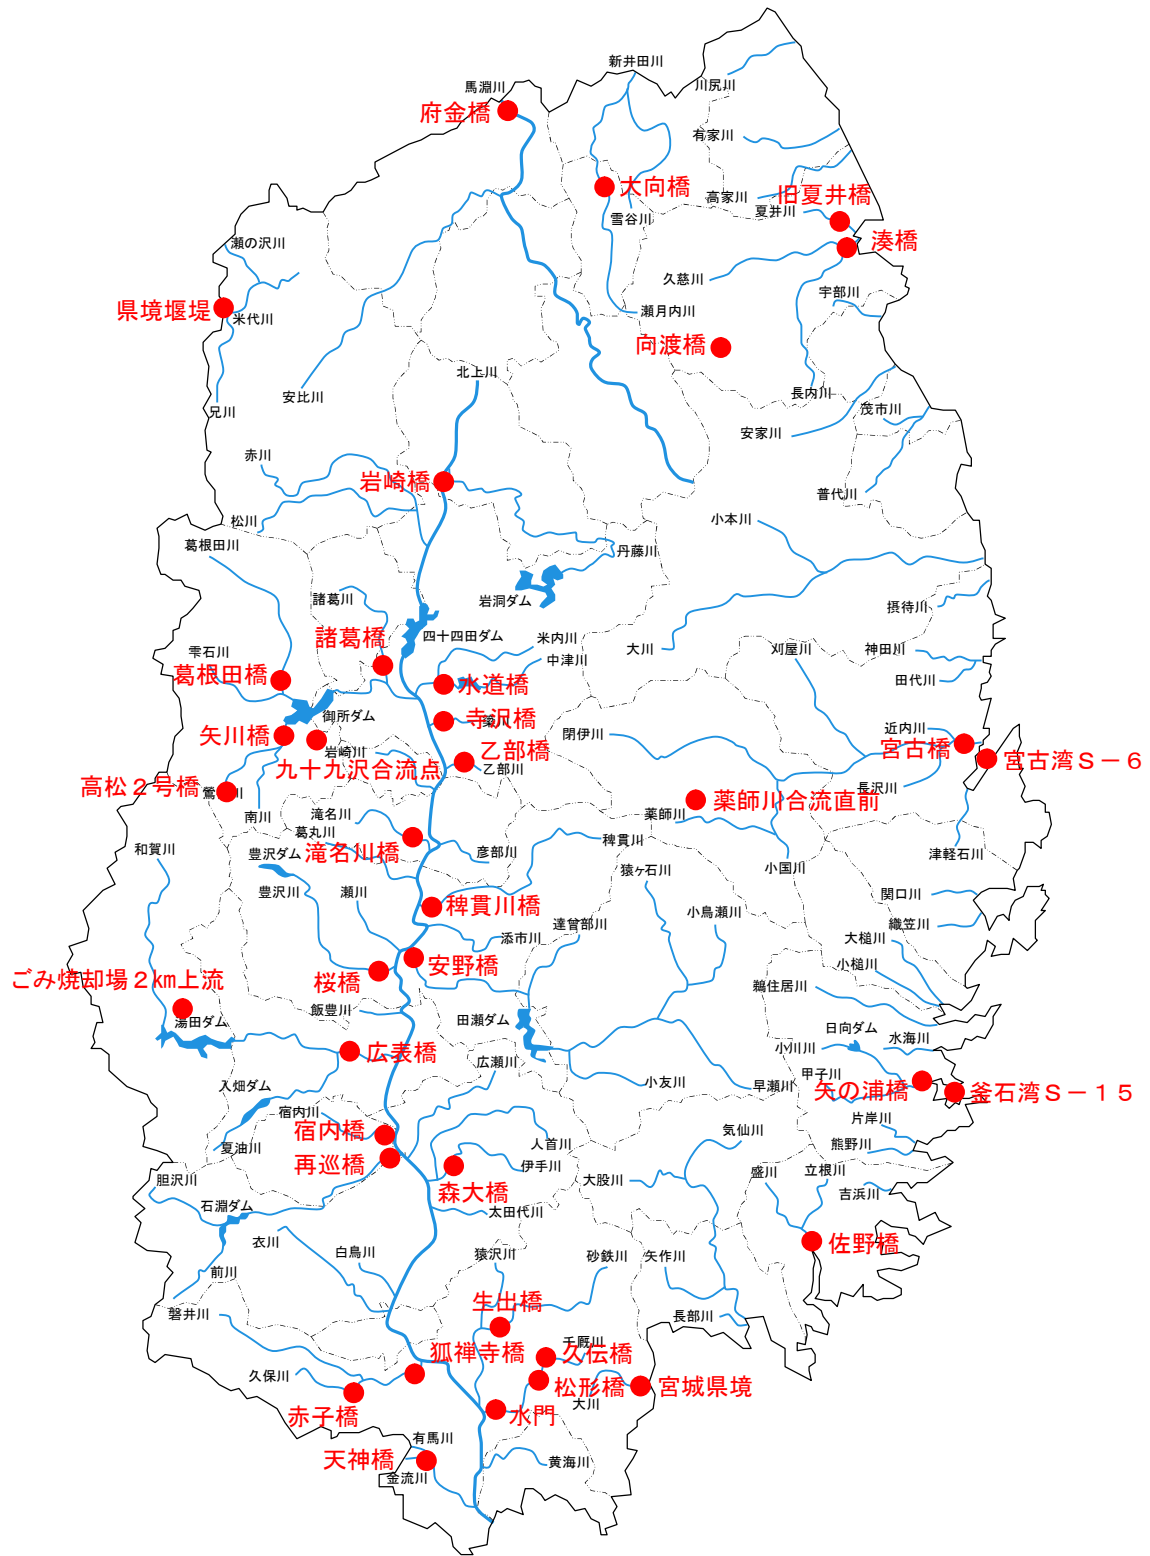 新井田川
川尻川
馬淵川
府金橋
有家川
大向橋
高家川
旧夏井橋
夏井川
雪谷川
湊橋
瀬の沢川
久慈川
宇部川
県境堰堤
米代川
瀬月内川
向渡橋
北上川
安比川
長内川
兄川
茂市川
安家川
赤川
岩崎橋
普代川
松川
小本川
葛根田川
丹藤川
諸葛川
岩洞ダム
摂待川
諸葛橋
四十四田ダム
米内川
雫石川
大川
刈屋川
神田川
中津川
葛根田橋
水道橋
田代川
御所ダム
寺沢橋
近内川
矢川橋
閉伊川
岩崎川
乙部橋
宮古橋
九十九沢合流点
乙部川
宮古湾Ｓ－６
高松２号橋
長沢川
南川
滝名川
薬師川合流直前
薬師川
葛丸川
稗貫川
和賀川
豊沢ダム
滝名川橋
彦部川
津軽石川
猿ヶ石川
小国川
豊沢川
瀬川
関口川
稗貫川橋
小鳥瀬川
織笠川
達曽部川
添市川
大槌川
安野橋
小槌川
ごみ焼却場２㎞上流
桜橋
鵜住居川
飯豊川
湯田ダム
田瀬ダム
日向ダム
水海川
広表橋
小川川
広瀬川
甲子川
入畑ダム
小友川
早瀬川
矢の浦橋
釜石湾Ｓ－１５
宿内川
片岸川
宿内橋
気仙川
夏油川
人首川
熊野川
再巡橋
伊手川
胆沢川
森大橋
大股川
盛川
立根川
吉浜川
石淵ダム
太田代川
衣川
佐野橋
白鳥川
猿沢川
砂鉄川
矢作川
前川
生出橋
磐井川
長部川
千厩川
狐禅寺橋
久伝橋
久保川
松形橋
宮城県境
大川
赤子橋
水門
有馬川
天神橋
黄海川
金流川